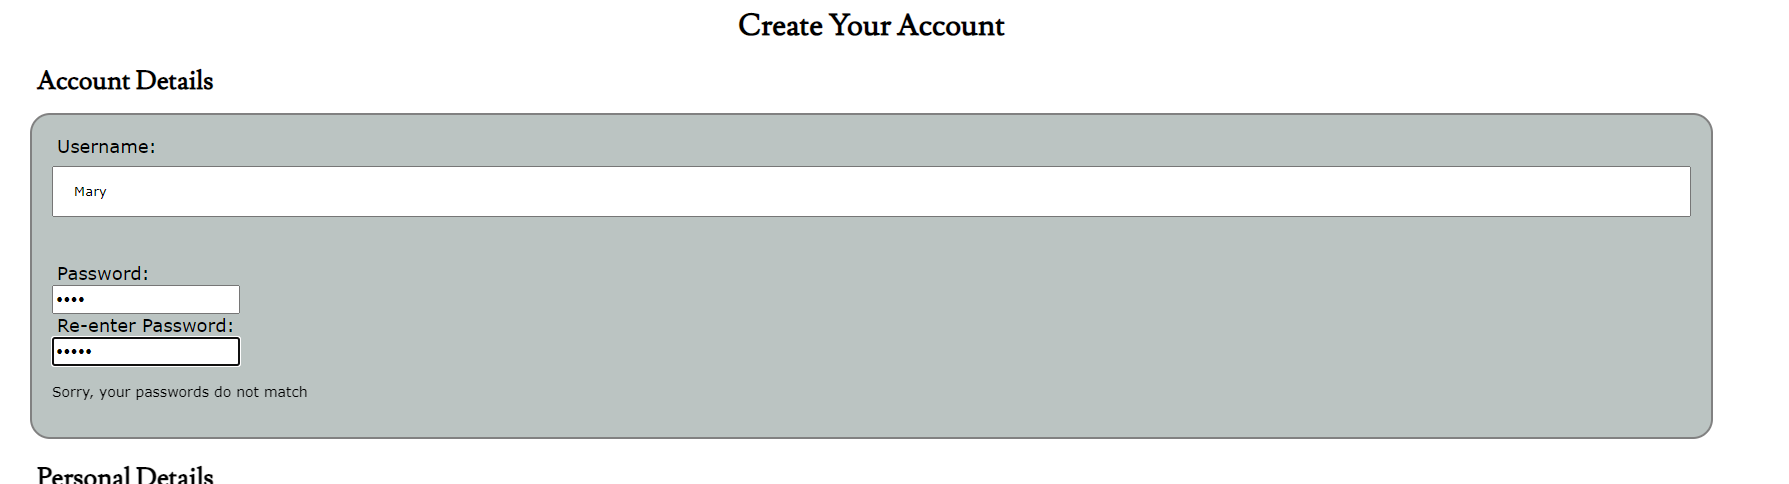 Create Your Account
Account Details
Username:
Mary
Password:
••••
Re-enter Password:
•••••
Sorry, your passwords do not match
Personal Details